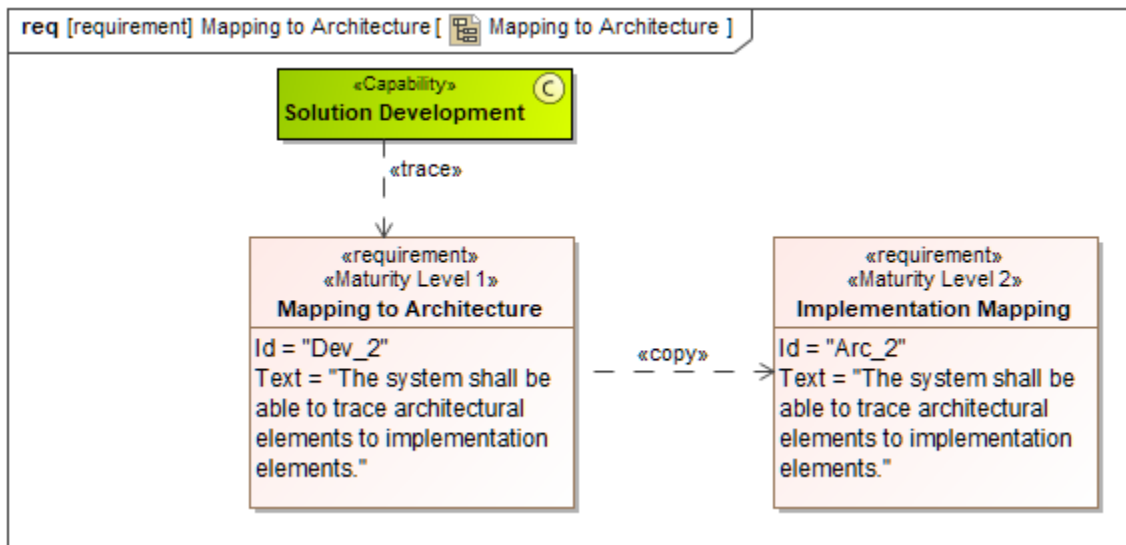 req [requirement] Mapping to Architecture [ Mapping to Architecture ]
«Capability»
C
Solution Development
«trace»
«requirement»
«Maturity Level 1»
Mapping to Architecture
Id = "Dev_2"
Text = "The system shall be
able to trace architectural
elements to implementation
elements."
«copy»
«requirement»
«Maturity Level 2»
Implementation Mapping
Id = "Arc_2"
Text = "The system shall be
able to trace architectural
elements to implementation
elements."